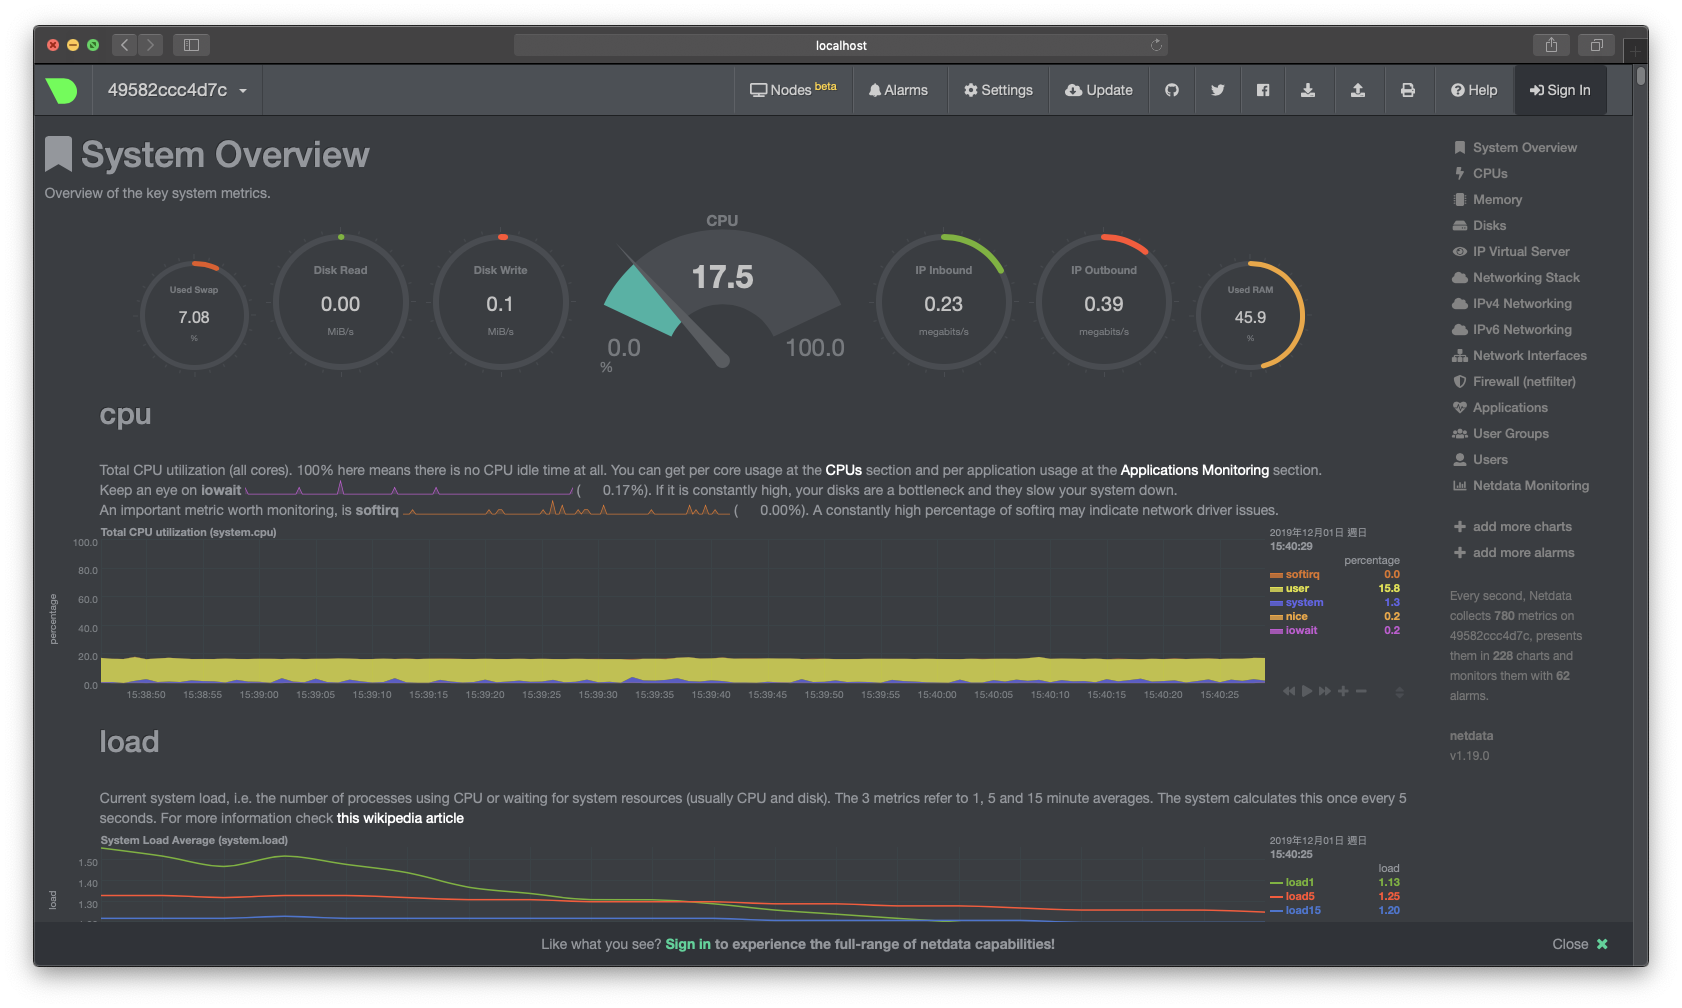 localhost
49582ccc4d7c
Nodes beta
Alarms
Settings
Update
Help
Sign In
System Overview
Overview of the key system metrics.
Used Swap
7.08
%
Disk Read
0.00
MiB/s
Disk Write
0.1
MiB/s
CPU
17.5
0.0
100.0
%
IP Inbound
0.23
megabits/s
IP Outbound
0.39
megabits/s
Used RAM
45.9
%
cpu
Total CPU utilization (all cores). 100% here means there is no CPU idle time at all. You can get per core usage at the CPUs section and per application usage at the Applications Monitoring section.
Keep an eye on iowait ( 0.17%). If it is constantly high, your disks are a bottleneck and they slow your system down.
An important metric worth monitoring, is softirq ( 0.00%). A constantly high percentage of softirq may indicate network driver issues.
Total CPU utilization (system.cpu)
percentage
100.0
80.0
60.0
40.0
20.0
0.0
15:38:50 15:38:55 15:39:00 15:39:05 15:39:10 15:39:15 15:39:20 15:39:25 15:39:30 15:39:35 15:39:40 15:39:45 15:39:50 15:39:55 15:40:00 15:40:05 15:40:10 15:40:15 15:40:20 15:40:25
2019年12月01日 週日
15:40:29
percentage
softirq 0.0
user 15.8
system 1.3
nice 0.2
iowait 0.2
load
Current system load, i.e. the number of processes using CPU or waiting for system resources (usually CPU and disk). The 3 metrics refer to 1, 5 and 15 minute averages. The system calculates this once every 5
seconds. For more information check this wikipedia article
System Load Average (system.load)
load
1.50
1.40
1.30
2019年12月01日 週日
15:40:25
load
load1 1.13
load5 1.25
load15 1.20
System Overview
CPUs
Memory
Disks
IP Virtual Server
Networking Stack
IPv4 Networking
IPv6 Networking
Network Interfaces
Firewall (netfilter)
Applications
User Groups
Users
Netdata Monitoring
add more charts
add more alarms
Every second, Netdata
collects 780 metrics on
49582ccc4d7c, presents
them in 228 charts and
monitors them with 62
alarms.
netdata
v1.19.0
Like what you see? Sign in to experience the full-range of netdata capabilities!
Close